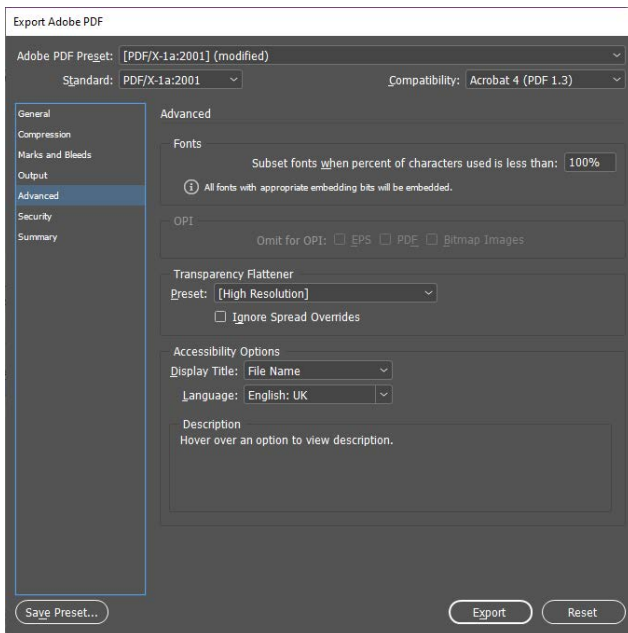 Export Adobe PDF
Adobe PDF Preset: [PDF/X-1a:2001] (modified)
Standard: PDF/X-1a:2001 Compatibility: Acrobat 4 (PDF 1.3)
General
Compression
Marks and Bleeds
Output
Advanced
Security
Summary
Advanced
Fonts
Subset fonts when percent of characters used is less than: 100%
All fonts with appropriate embedding bits will be embedded.
OPI
Omit for OPI: EPS PDF Bitmap Images
Transparency Flattener
Preset: [High Resolution]
Ignore Spread Overrides
Accessibility Options
Display Title: File Name
Language: English: UK
Description
Hover over an option to view description.
Save Preset... Export Reset